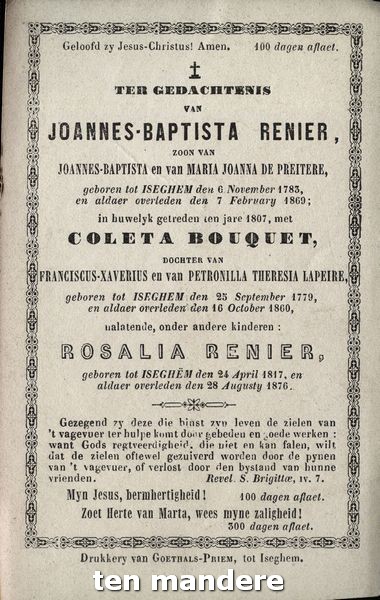 Geloofd zy Jesus-Christus! Amen. 100 dagen aflaet.
TER GEDACHTENIS
VAN
JOANNES-BAPTISTA RENIER,
ZOON VAN
JOANNES-BAPTISTA en van MARIA JOANNA DE PREITERE,
geboren tot ISEGHEM den 6 November 1783,
en aldaer overleden den 7 February 1869;
in huwelyk getreden ten jare 1807, met
COLETA BOUQUET,
DOCHTER VAN
FRANCISCUS-XAVERIUS en van PETRONILLA THERESIA LAPEIRE,
geboren tot ISEGHEM den 25 September 1779,
en aldaer overleden den 16 October 1860,
nalatende, onder andere kinderen:
ROSALIA RENIER,
geboren tot ISEGHEM den 24 April 1817, en
aldaer overleden den 28 Augusty 1876.
Gezegend zy deze die binst zyn leven de zielen van
't vagevuer ter hulpe komt door gebeden en goede werken:
want Gods regtveerdigheid, die niet en kan falen, wilt
dat de zielen oftewel gezuiverd worden door de pynen
van 't vagevuer, of verlost door den bystand van hunne
vrienden. Revel. S. Brigittæ, IV. 7.
Myn Jesus, bermhertigheid! 100 dagen aflaet.
Zoet Herte van Marta, wees myne zaligheid!
300 dagen aflaet.
Drukkery van GOETHALS-PRIEM, tot Iseghem.
ten mandere